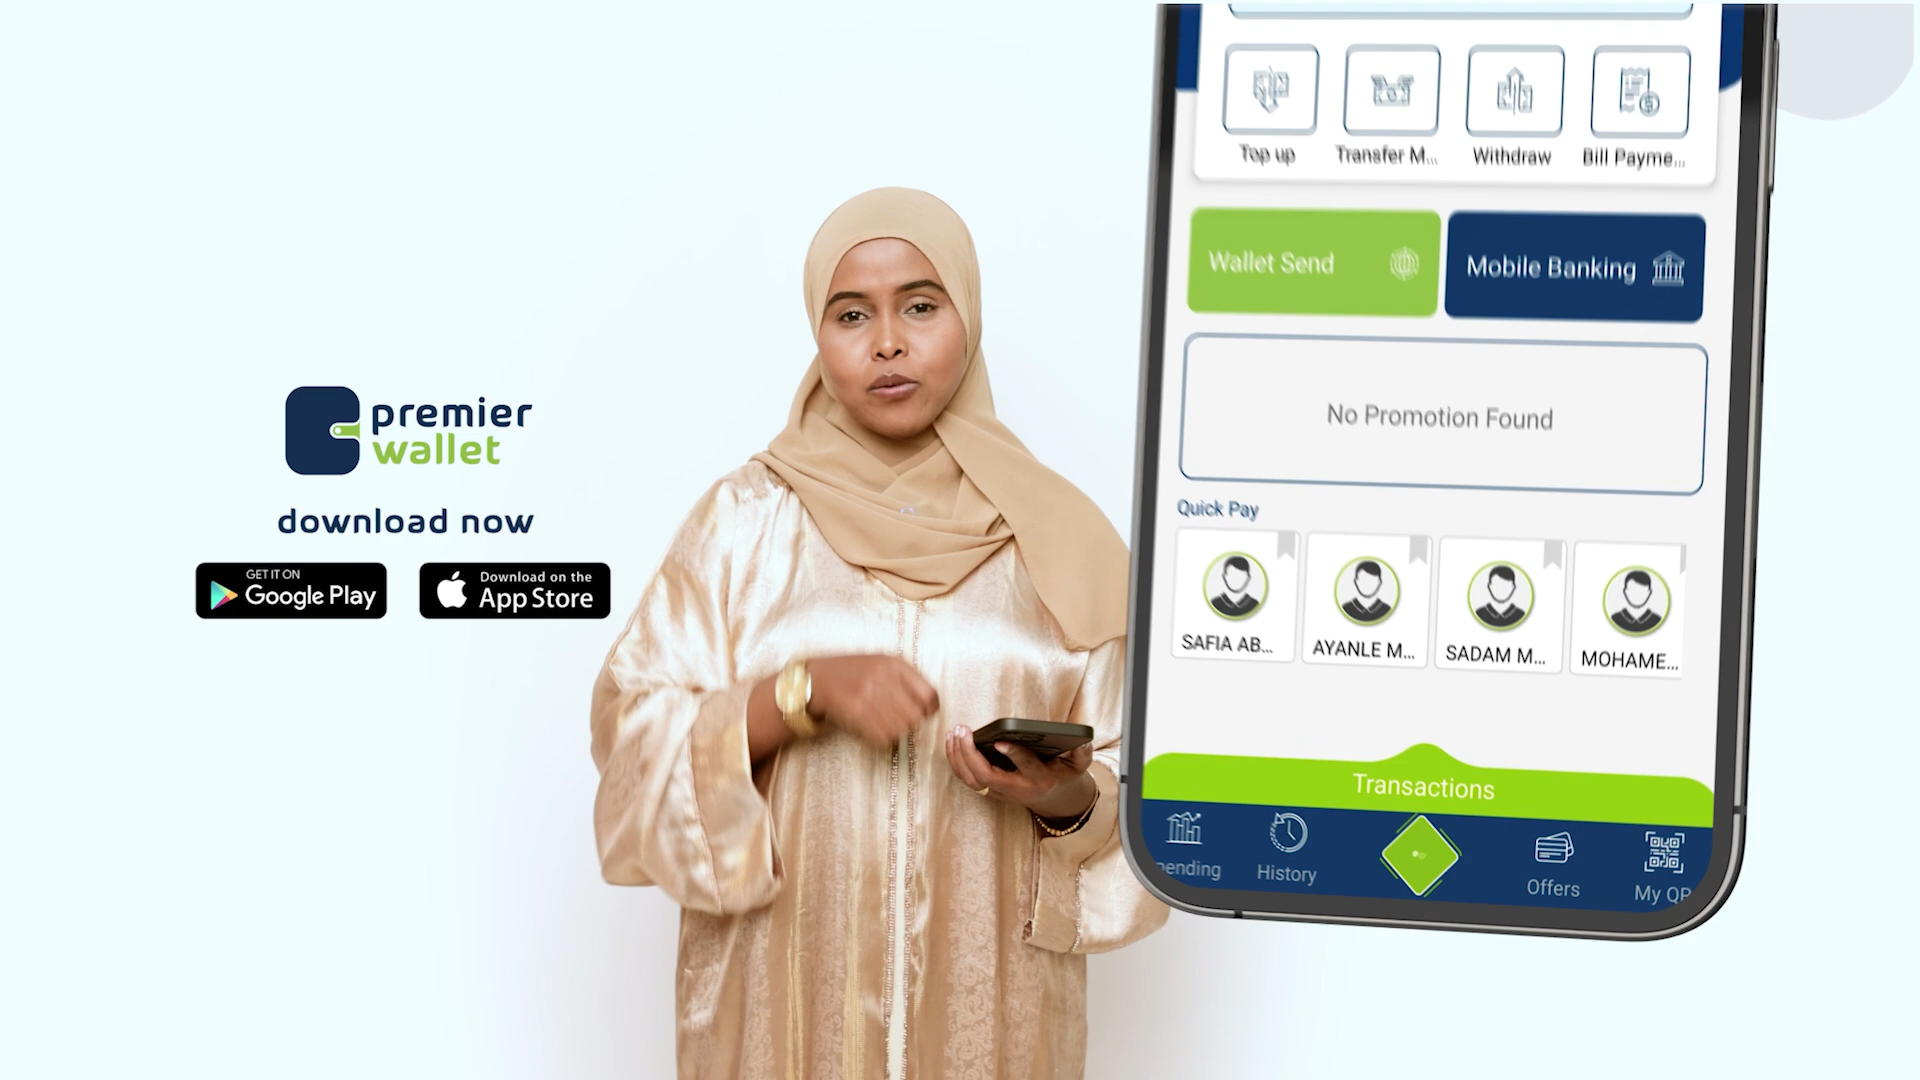 premier
wallet
download now
GET IT ON
Google Play
Download on the
App Store
Top up
Transfer M...
Withdraw
Bill Payme...
Wallet Send
Mobile Banking
No Promotion Found
Quick Pay
SAFIA AB...
AYANLE M...
SADAM M...
MOHAME...
Transactions
pending
History
Offers
My QR